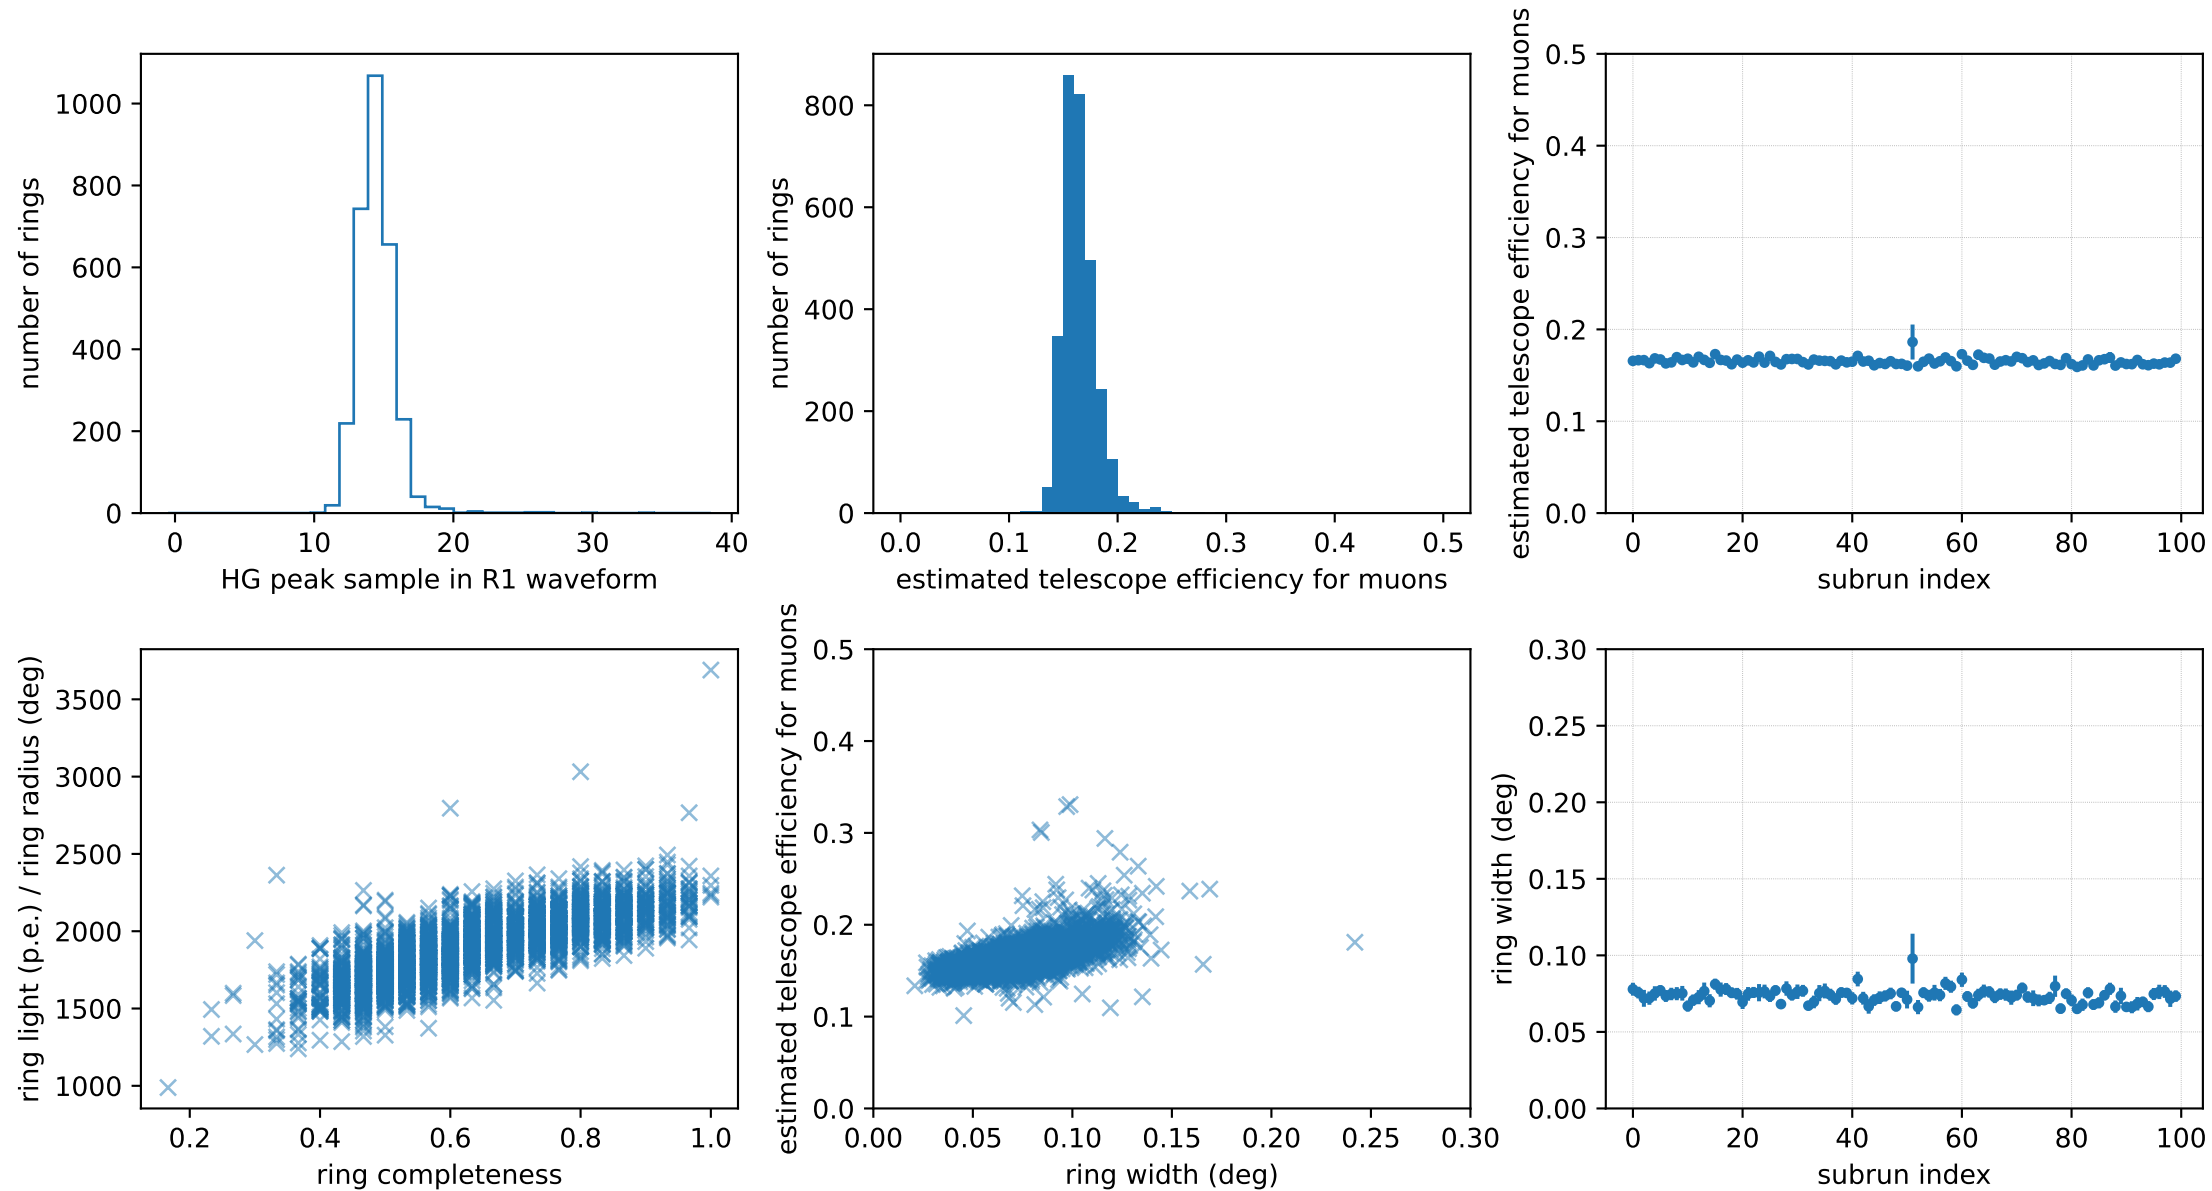 number of rings
1000
800
600
400
200
0
0 10 20 30 40
HG peak sample in R1 waveform
number of rings
800
600
400
200
0
0.0 0.1 0.2 0.3 0.4 0.5
estimated telescope efficiency for muons
estimated telescope efficiency for muons
0.5
0.4
0.3
0.2
0.1
0.0
0 20 40 60 80 100
subrun index
ring light (p.e.) / ring radius (deg)
3500
3000
2500
2000
1500
1000
0.2 0.4 0.6 0.8 1.0
ring completeness
estimated telescope efficiency for muons
0.5
0.4
0.3
0.2
0.1
0.0
0.00 0.05 0.10 0.15 0.20 0.25 0.30
ring width (deg)
ring width (deg)
0.30
0.25
0.20
0.15
0.10
0.05
0.00
0 20 40 60 80 100
subrun index